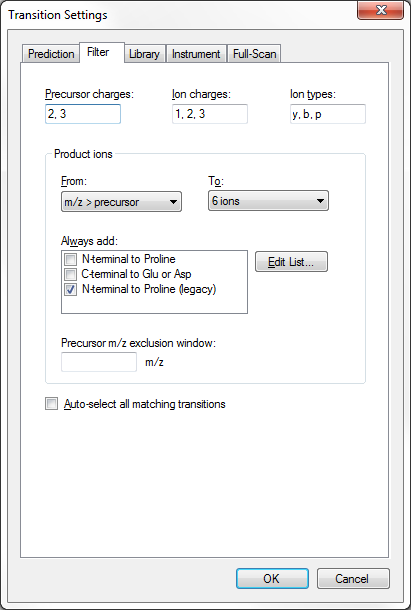 Transition Settings
Prediction Filter Library Instrument Full-Scan
Precursor charges: Ion charges: Ion types:
2, 3 1, 2, 3 y, b, p
Product ions
From: To:
m/z > precursor 6 ions
Always add:
N-terminal to Proline
C-terminal to Glu or Asp
N-terminal to Proline (legacy)
Edit List...
Precursor m/z exclusion window:
m/z
Auto-select all matching transitions
OK Cancel